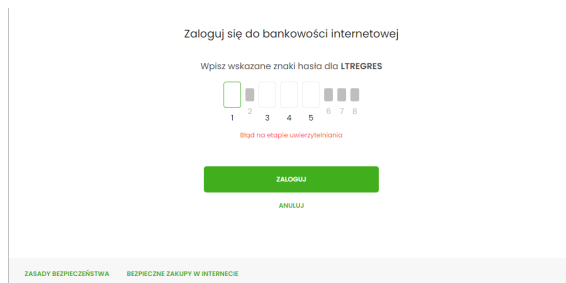 Zaloguj się do bankowości internetowej
Wpisz wskazane znaki hasła dla LTREGRES
1 2 3 4 5 6 7 8
Błąd na etapie uwierzytelniania
ZALOGUJ
ANULUJ
ZASADY BEZPIECZEŃSTWA BEZPIECZNE ZAKUPY W INTERNECIE